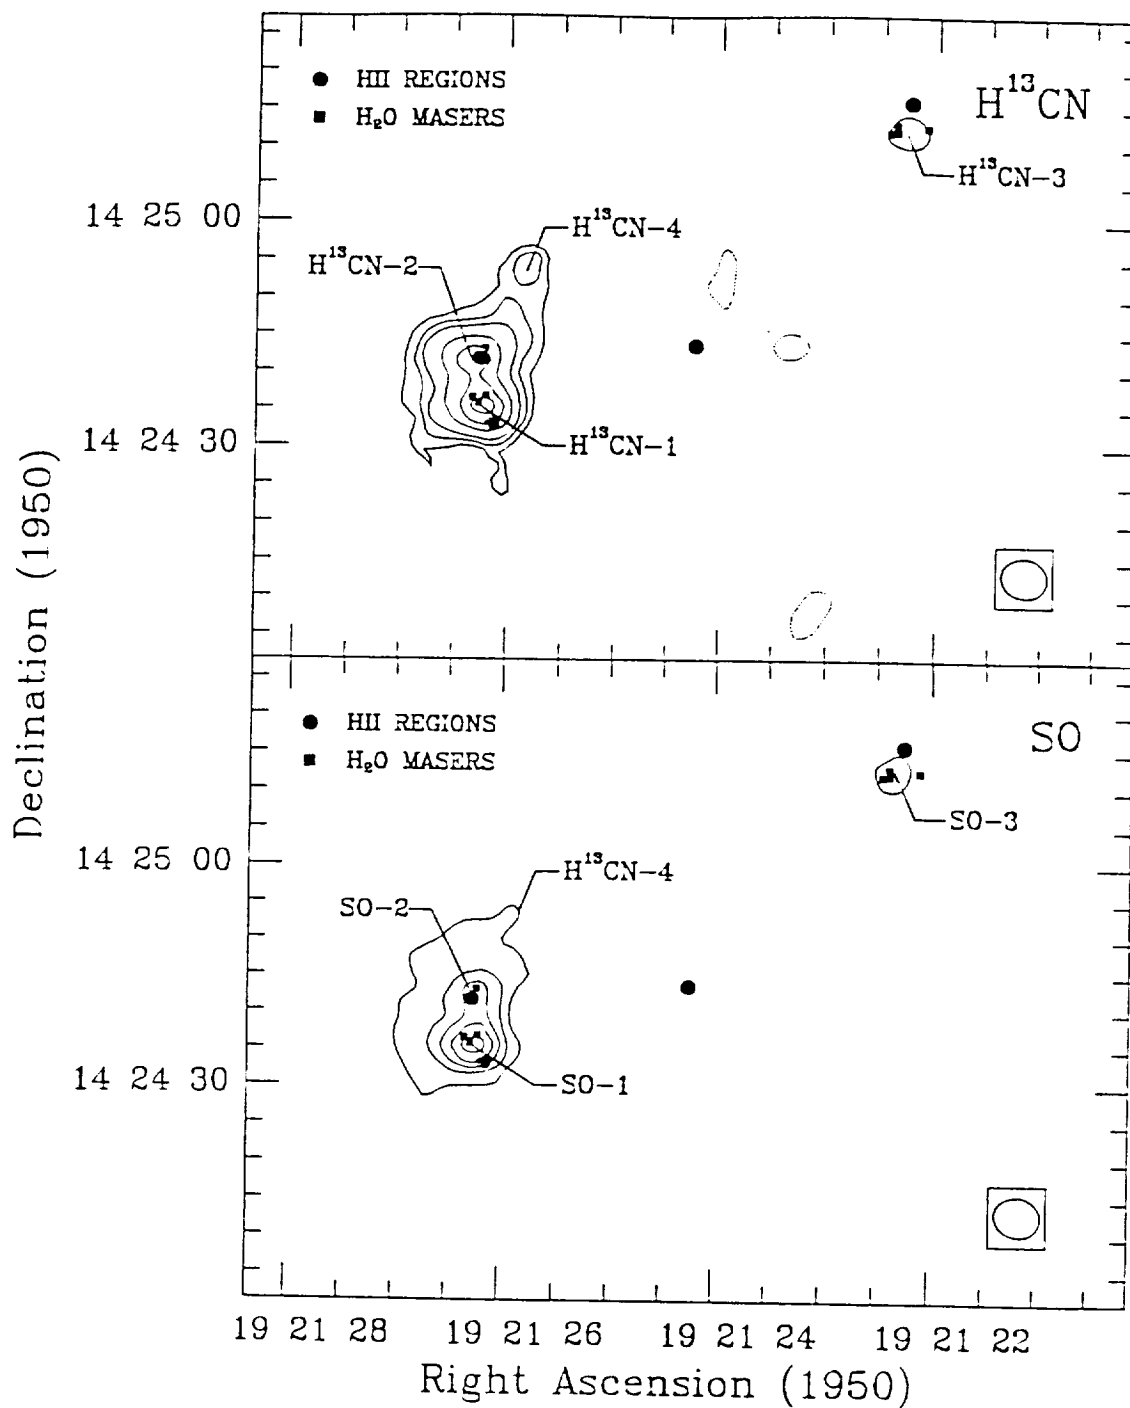 HII REGIONS
H₂O MASERS
H¹³CN
H¹³CN-3
14 25 00
H¹³CN-4
H¹³CN-2
14 24 30
H¹³CN-1
Declination (1950)
HII REGIONS
H₂O MASERS
SO
SO-3
14 25 00
H¹³CN-4
SO-2
14 24 30
SO-1
19 21 28
19 21 26
19 21 24
19 21 22
Right Ascension (1950)